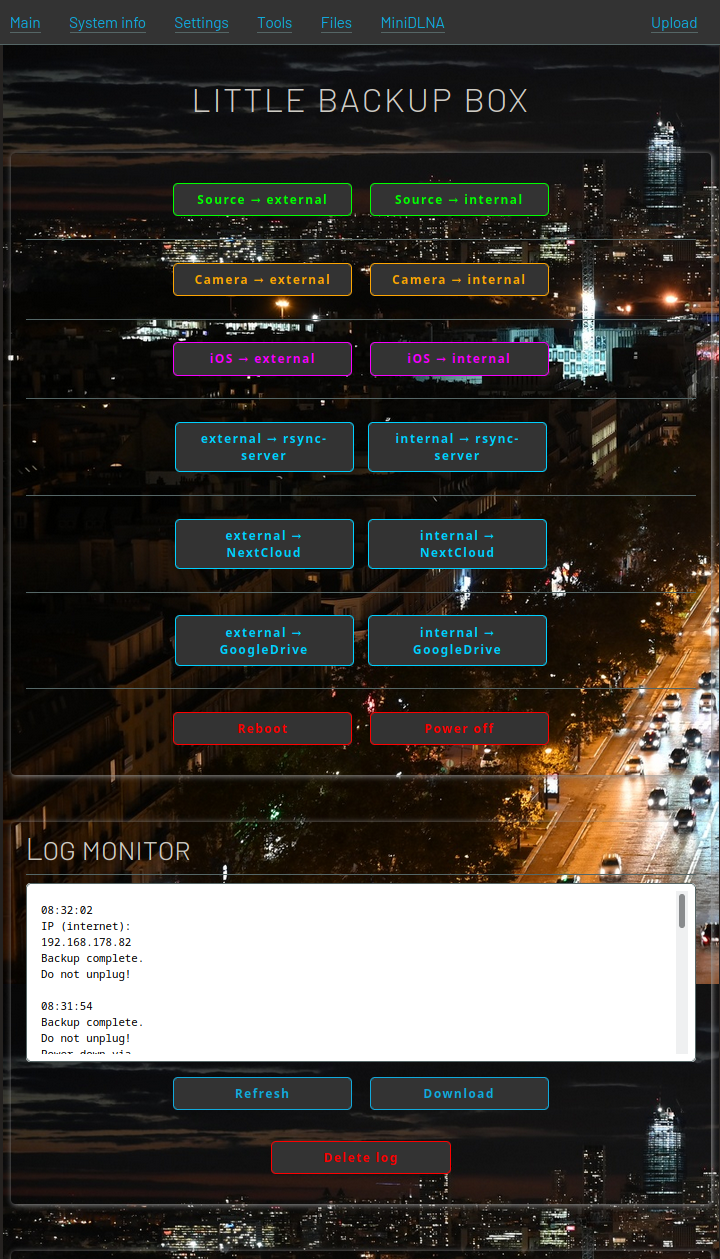 Main System info Settings Tools Files MiniDLNA Upload
LITTLE BACKUP BOX
Source → external Source → internal
Camera → external Camera → internal
iOS → external iOS → internal
external → rsync-
server
internal → rsync-
server
external →
NextCloud
internal →
NextCloud
external →
GoogleDrive
internal →
GoogleDrive
Reboot Power off
LOG MONITOR
08:32:02
IP (internet):
192.168.178.82
Backup complete.
Do not unplug!
08:31:54
Backup complete.
Do not unplug!
Power down via
Refresh Download
Delete log